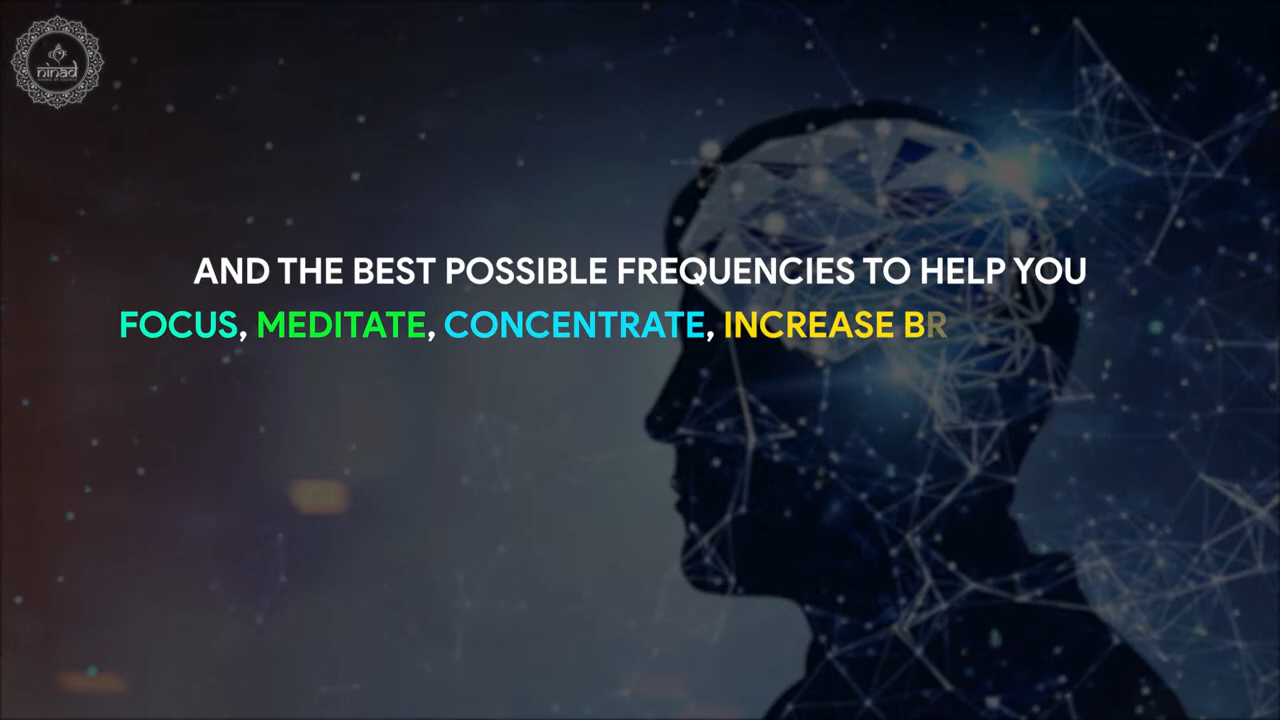 ninad
AND THE BEST POSSIBLE FREQUENCIES TO HELP YOU
FOCUS, MEDITATE, CONCENTRATE, INCREASE BR